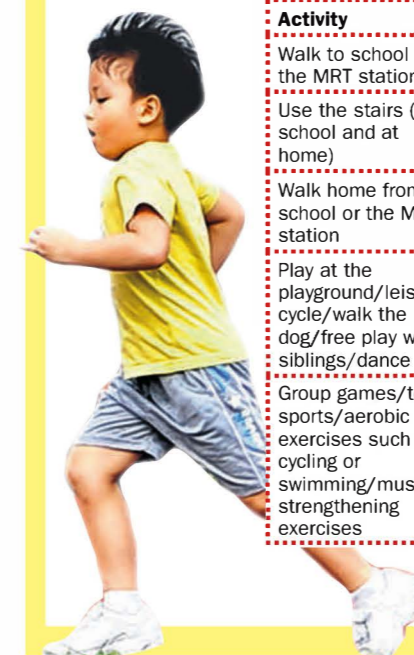 Activity
Walk to school
the MRT station
Use the stairs (
school and at
home)
Walk home from
school or the M
station
Play at the
playground/leis
cycle/walk the
dog/free play w
siblings/dance
Group games/t
sports/aerobic
exercises such
cycling or
swimming/mus
strengthening
exercises